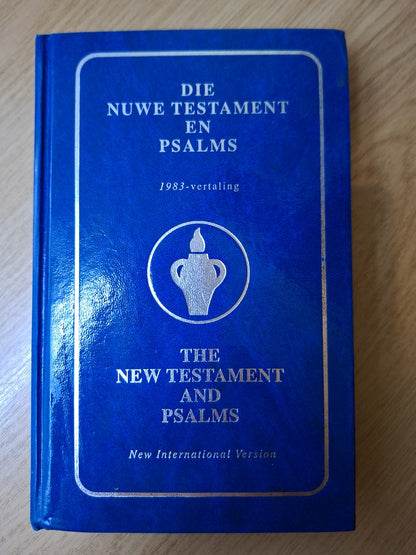 DIE
NUWE TESTAMENT
EN
PSALMS
1983-vertaling
THE
NEW TESTAMENT
AND
PSALMS
New International Version